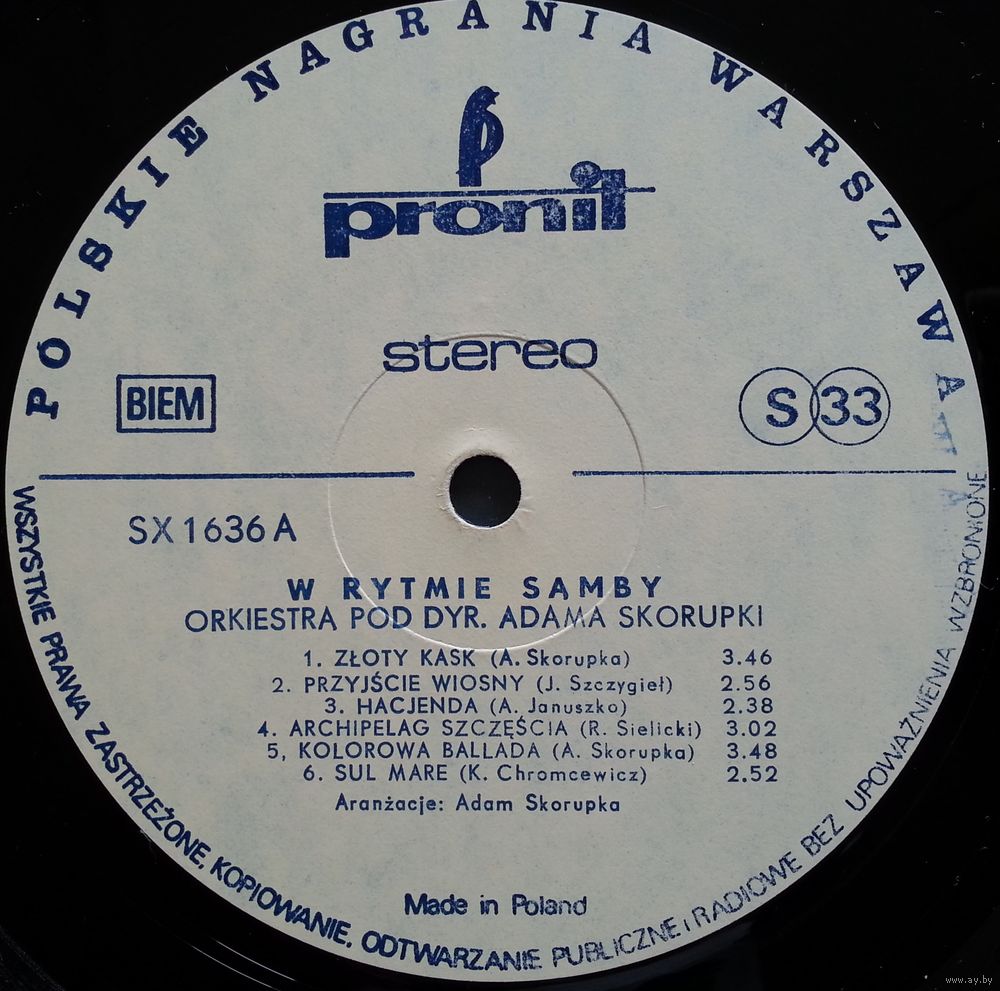 POLSKIE NAGRANIA WARSZAWA
pronit
stereo
BIEM
S 33
SX 1636 A
W RYTMIE SAMBY
ORKIESTRA POD DYR. ADAMA SKORUPKI
1. ZŁOTY KASK (A. Skorupka) 3.46
2. PRZYJŚCIE WIOSNY (J. Szczygieł) 2.56
3. HACJENDA (A. Januszko) 2.38
4. ARCHIPELAG SZCZĘŚCIA (R. Sielicki) 3.02
5, KOLOROWA BALLADA (A. Skorupka) 3.48
6. SUL MARE (K. Chromcewicz) 2.52
Aranżacje: Adam Skorupka
Made in Poland
WSZYSTKIE PRAWA ZASTRZEŻONE, KOPIOWANIE, ODTWARZANIE PUBLICZNE i RADIOWE BEZ UPOWAŻNIENIA WZBRONIONE
www.ay.by